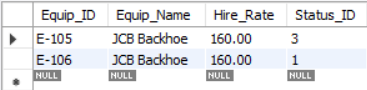 Equip_ID Equip_Name Hire_Rate Status_ID
E-105 JCB Backhoe 160.00 3
E-106 JCB Backhoe 160.00 1
NULL NULL NULL NULL